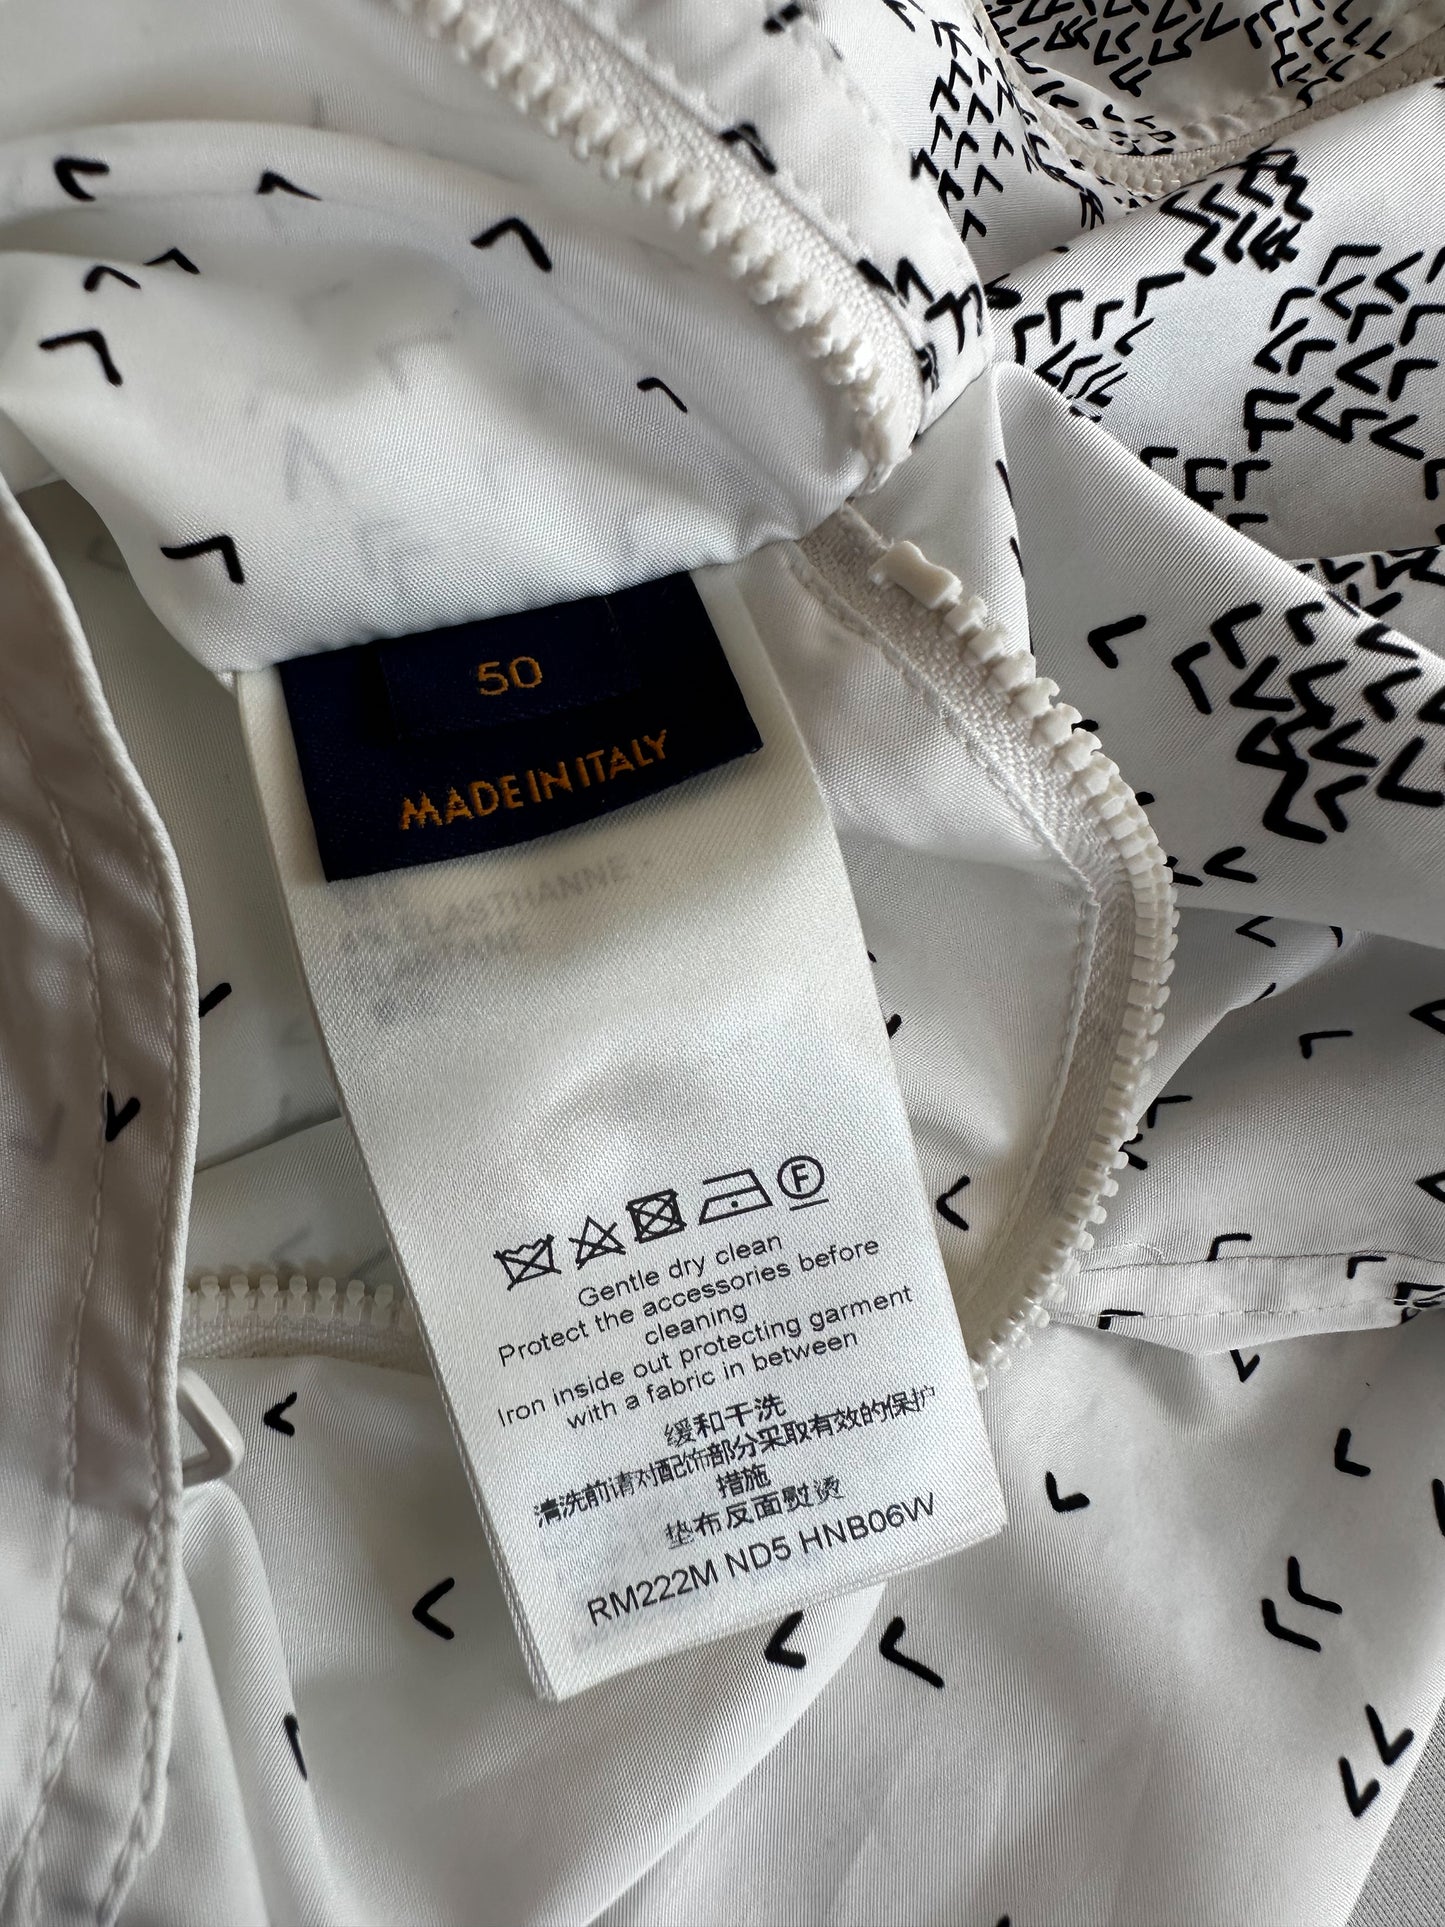 50
MADE IN ITALY
ELASTHANNE
F
Gentle dry clean
Protect the accessories before
cleaning
Iron inside out protecting garment
with a fabric in between
缓和干洗
清洗前请对配饰部分采取有效的保护
措施
垫布反面熨烫
RM222M ND5 HNB06W